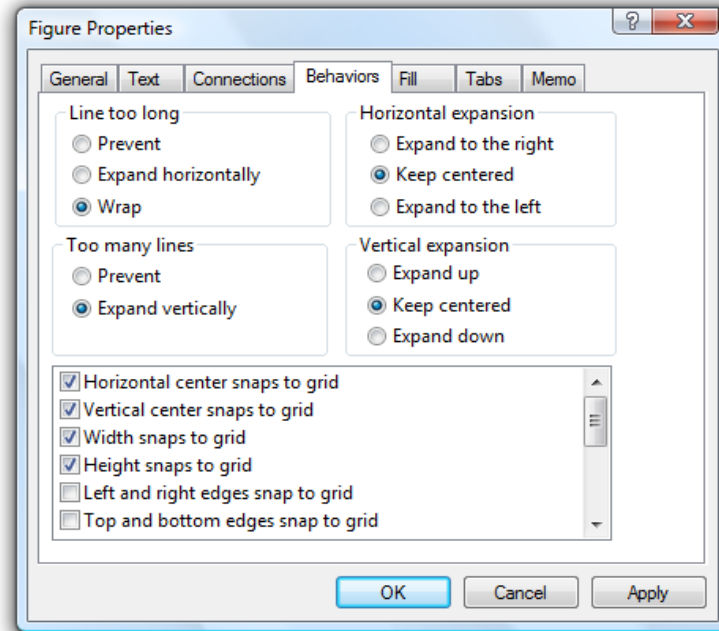 Figure Properties
?
General Text Connections Behaviors Fill Tabs Memo
Line too long
Prevent
Expand horizontally
Wrap
Horizontal expansion
Expand to the right
Keep centered
Expand to the left
Too many lines
Prevent
Expand vertically
Vertical expansion
Expand up
Keep centered
Expand down
Horizontal center snaps to grid
Vertical center snaps to grid
Width snaps to grid
Height snaps to grid
Left and right edges snap to grid
Top and bottom edges snap to grid
OK Cancel Apply